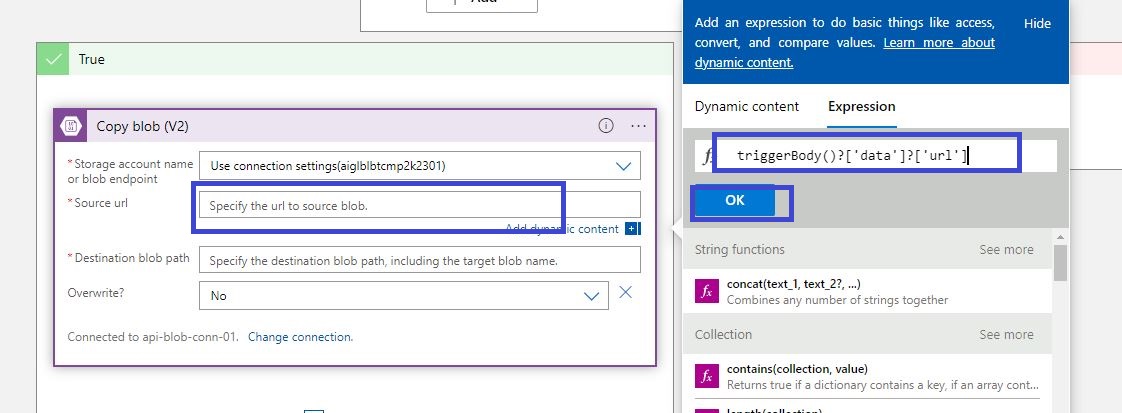 Add
True
Copy blob (V2)
*Storage account name
or blob endpoint
Use connection settings(aiglblbtcmp2k2301)
*Source url
Specify the url to source blob.
Add dynamic content
*Destination blob path
Specify the destination blob path, including the target blob name.
Overwrite?
No
Connected to api-blob-conn-01. Change connection.
Add an expression to do basic things like access,
convert, and compare values. Learn more about
dynamic content.
Hide
Dynamic content
Expression
fx
triggerBody()?['data']?['url']
OK
String functions
See more
fx
concat(text_1, text_2?, ...)
Combines any number of strings together
Collection
See more
fx
contains(collection, value)
Returns true if a dictionary contains a key, if an array cont...
length(collection)